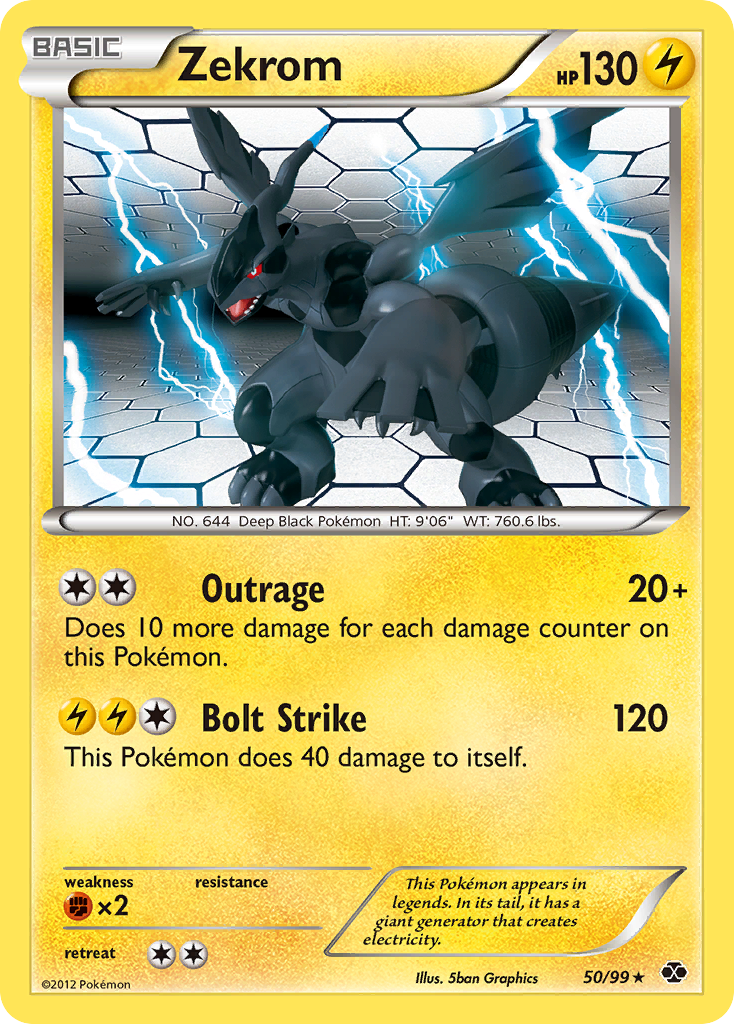 BASIC
Zekrom
HP130
NO. 644 Deep Black Pokémon HT: 9'06" WT: 760.6 lbs.
Outrage 20+
Does 10 more damage for each damage counter on
this Pokémon.
Bolt Strike 120
This Pokémon does 40 damage to itself.
weakness resistance
×2
retreat
This Pokémon appears in
legends. In its tail, it has a
giant generator that creates
electricity.
©2012 Pokémon
Illus. 5ban Graphics
50/99 ★